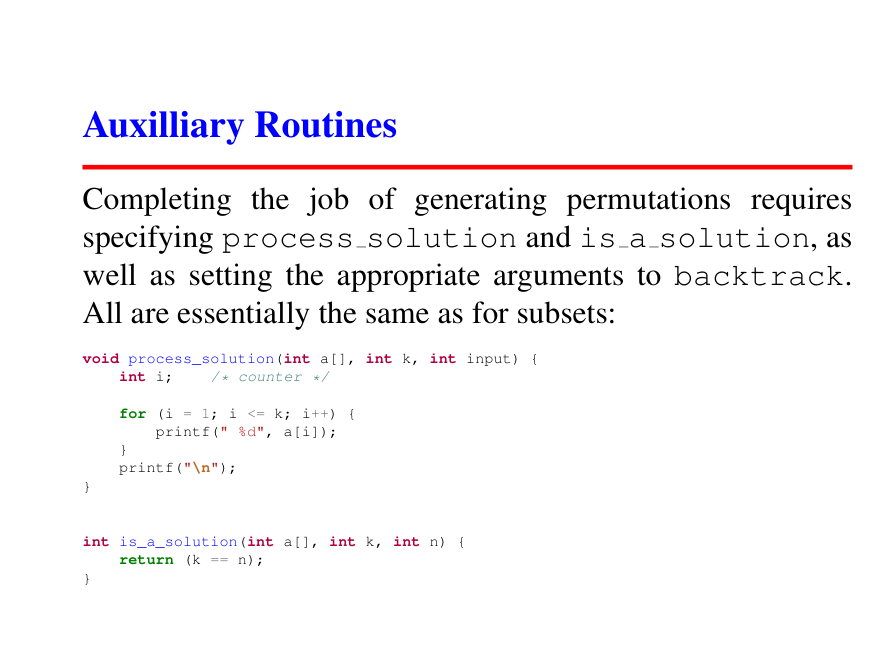 Auxilliary Routines
Completing the job of generating permutations requires
specifying process_solution and is_a_solution, as
well as setting the appropriate arguments to backtrack.
All are essentially the same as for subsets:
void process_solution(int a[], int k, int input) {
    int i;    /* counter */
    for (i = 1; i <= k; i++) {
        printf(" %d", a[i]);
    }
    printf("\n");
}
int is_a_solution(int a[], int k, int n) {
    return (k == n);
}